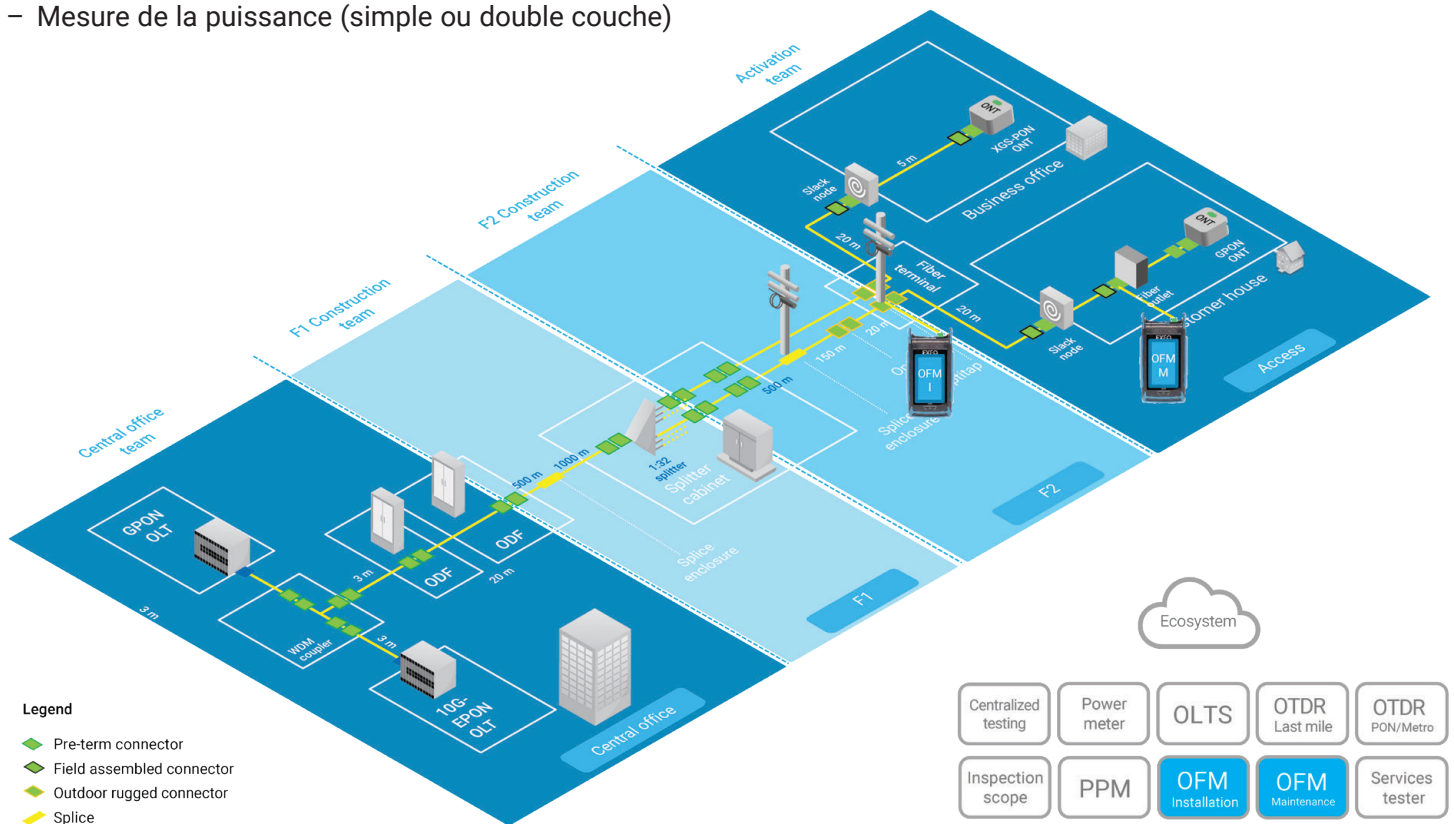 – Mesure de la puissance (simple ou double couche)
Activation
team
ONT
XGS-PON
ONT
5 m
Slack
node
Business office
20 m
F2 Construction
team
Fiber
terminal
ONT
GPON
ONT
Fiber
outlet
stomer house
20 m
Slack
node
EXFO
OFM
M
Access
F1 Construction
team
20 m
150 m
EXFO
OFM
I
500 m
Splice
enclosure
F2
Central office
team
1-32
splitter
Splitter
cabinet
1000 m
500 m
Splice
enclosure
F1
GPON
OLT
ODF
ODF
20 m
3 m
3 m
WDM
coupler
3 m
10G-
EPON
OLT
Central office
Ecosystem
Centralized
testing
Power
meter
OLTS
OTDR
Last mile
OTDR
PON/Metro
Inspection
scope
PPM
OFM
Installation
OFM
Maintenance
Services
tester
Legend
Pre-term connector
Field assembled connector
Outdoor rugged connector
Splice